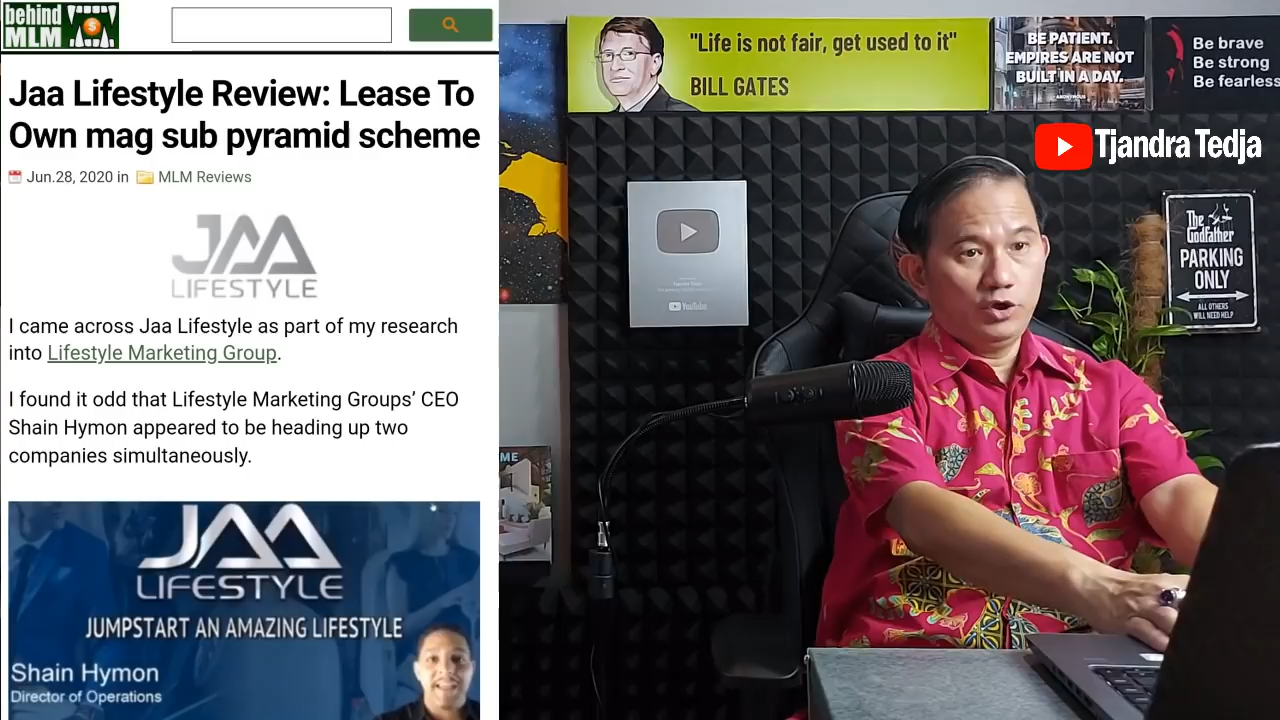 behind
MLM
Jaa Lifestyle Review: Lease To
Own mag sub pyramid scheme
Jun.28, 2020 in MLM Reviews
JAA
LIFESTYLE
I came across Jaa Lifestyle as part of my research
into Lifestyle Marketing Group.
I found it odd that Lifestyle Marketing Groups’ CEO
Shain Hymon appeared to be heading up two
companies simultaneously.
JAA
LIFESTYLE
JUMPSTART AN AMAZING LIFESTYLE
Shain Hymon
Director of Operations
"Life is not fair, get used to it"
BILL GATES
BE PATIENT.
EMPIRES ARE NOT
BUILT IN A DAY.
Be brave
Be strong
Be fearless
Tjandra Tedja
YouTube
The
Godfather
PARKING
ONLY
ALL OTHERS
WILL NEED HELP
ME